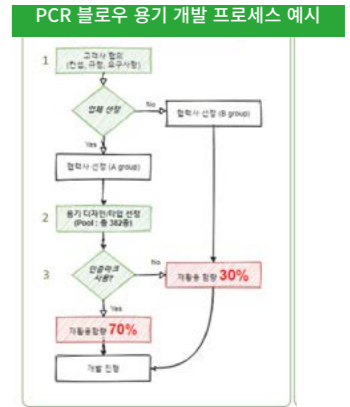 PCR 블로우 용기 개발 프로세스 예시
1
고객사 협의
(컨셉, 규정, 요구사항)
업체 선정
No
협력사 선정 (B group)
Yes
협력사 선정 (A group)
2
용기 디자인/타입 선정
(Pool : 총 382종)
3
인증마크
사용?
No
재활용 함량 30%
Yes
재활용함량 70%
개발 진행